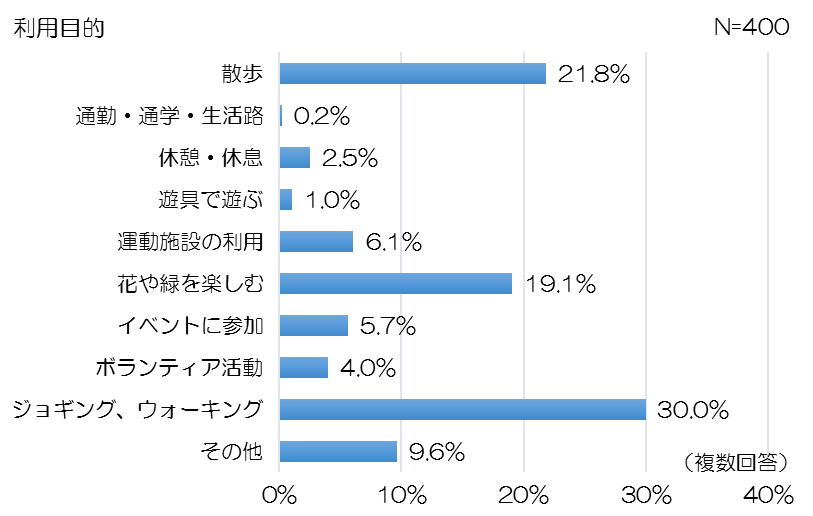 利用目的
N=400
散歩 21.8%
通勤・通学・生活路 0.2%
休憩・休息 2.5%
遊具で遊ぶ 1.0%
運動施設の利用 6.1%
花や緑を楽しむ 19.1%
イベントに参加 5.7%
ボランティア活動 4.0%
ジョギング、ウォーキング 30.0%
その他 9.6%
（複数回答）
0% 10% 20% 30% 40%